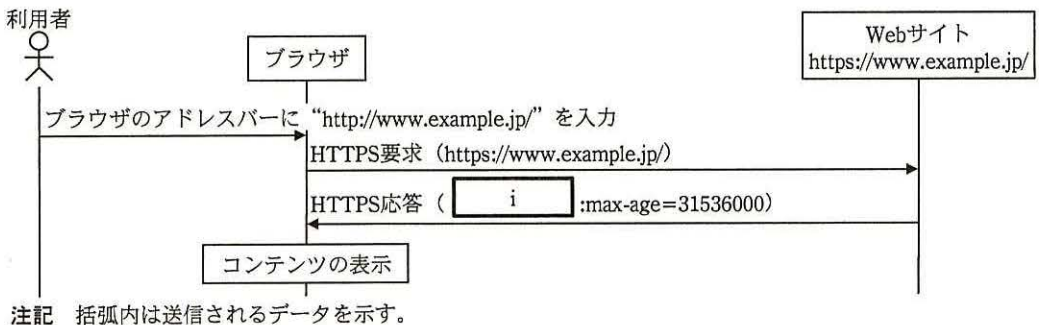 利用者
ブラウザ
Webサイト
https://www.example.jp/
ブラウザのアドレスバーに “http://www.example.jp/” を入力
HTTPS要求（https://www.example.jp/）
HTTPS応答（ i :max-age=31536000）
コンテンツの表示
注記 括弧内は送信されるデータを示す。